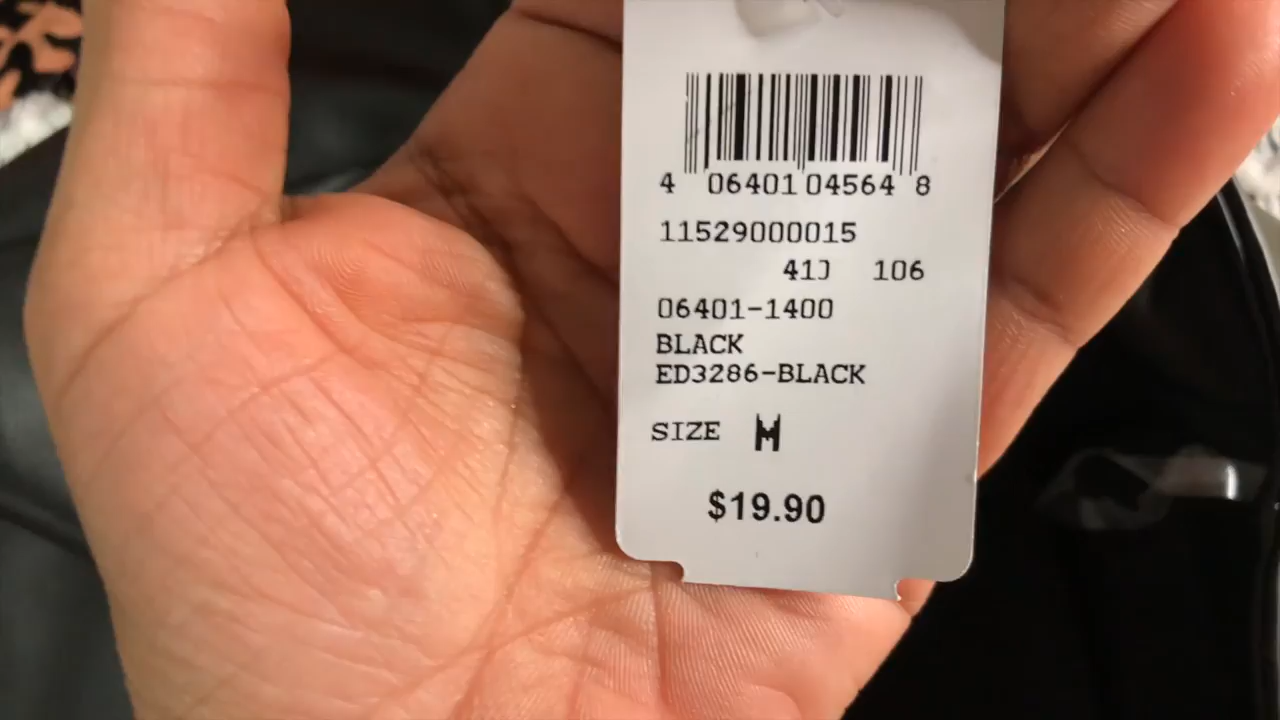 4 06401 04564 8
11529000015
41J 106
06401-1400
BLACK
ED3286-BLACK
SIZE M
$19.90